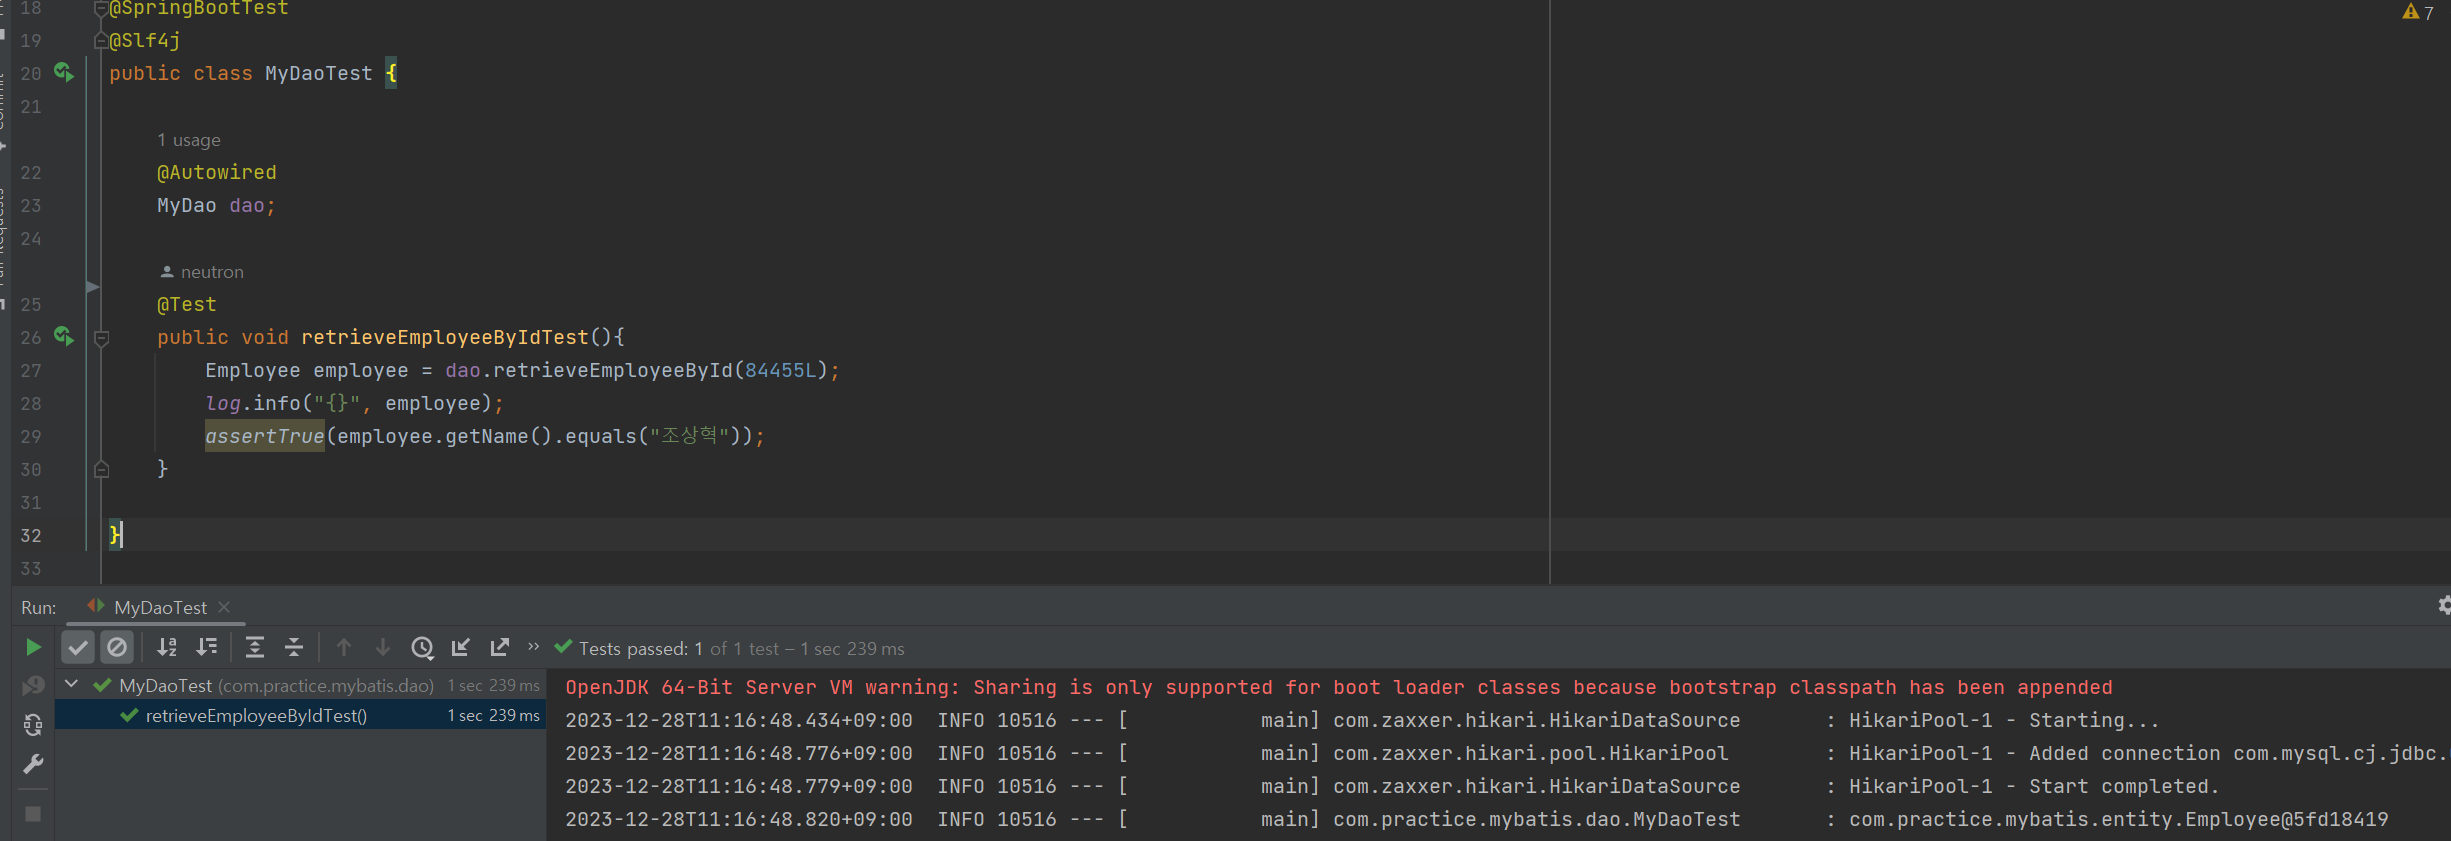 18 @SpringBootTest
7
19 @Slf4j
20 public class MyDaoTest {
21
1 usage
22 @Autowired
23 MyDao dao;
24
neutron
25 @Test
26 public void retrieveEmployeeByIdTest(){
27 Employee employee = dao.retrieveEmployeeById(84455L);
28 log.info("{}", employee);
29 assertTrue(employee.getName().equals("조상혁"));
30 }
31
32 }
33
Run: MyDaoTest
Tests passed: 1 of 1 test – 1 sec 239 ms
MyDaoTest (com.practice.mybatis.dao) 1 sec 239 ms
retrieveEmployeeByIdTest() 1 sec 239 ms
OpenJDK 64-Bit Server VM warning: Sharing is only supported for boot loader classes because bootstrap classpath has been appended
2023-12-28T11:16:48.434+09:00 INFO 10516 --- [ main] com.zaxxer.hikari.HikariDataSource : HikariPool-1 - Starting...
2023-12-28T11:16:48.776+09:00 INFO 10516 --- [ main] com.zaxxer.hikari.pool.HikariPool : HikariPool-1 - Added connection com.mysql.cj.jdbc.
2023-12-28T11:16:48.779+09:00 INFO 10516 --- [ main] com.zaxxer.hikari.HikariDataSource : HikariPool-1 - Start completed.
2023-12-28T11:16:48.820+09:00 INFO 10516 --- [ main] com.practice.mybatis.dao.MyDaoTest : com.practice.mybatis.entity.Employee@5fd18419